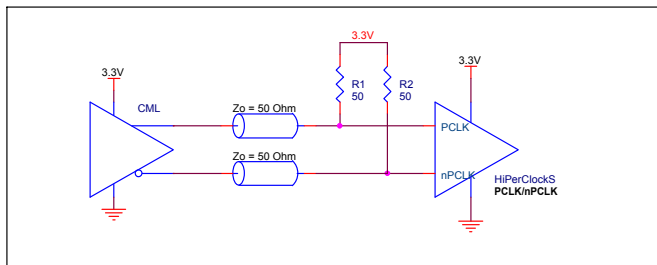 3.3V
3.3V
3.3V
R1
50
R2
50
CML
Zo = 50 Ohm
PCLK
Zo = 50 Ohm
nPCLK
HiPerClockS
PCLK/nPCLK